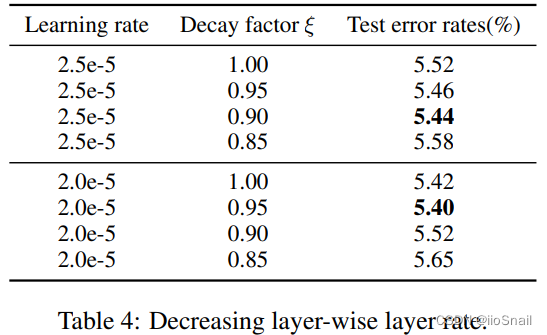 Learning rate Decay factor ξ Test error rates(%)
2.5e-5 1.00 5.52
2.5e-5 0.95 5.46
2.5e-5 0.90 5.44
2.5e-5 0.85 5.58
2.0e-5 1.00 5.42
2.0e-5 0.95 5.40
2.0e-5 0.90 5.52
2.0e-5 0.85 5.65
Table 4: Decreasing layer-wise layer rate.
CSDN @iioSnail